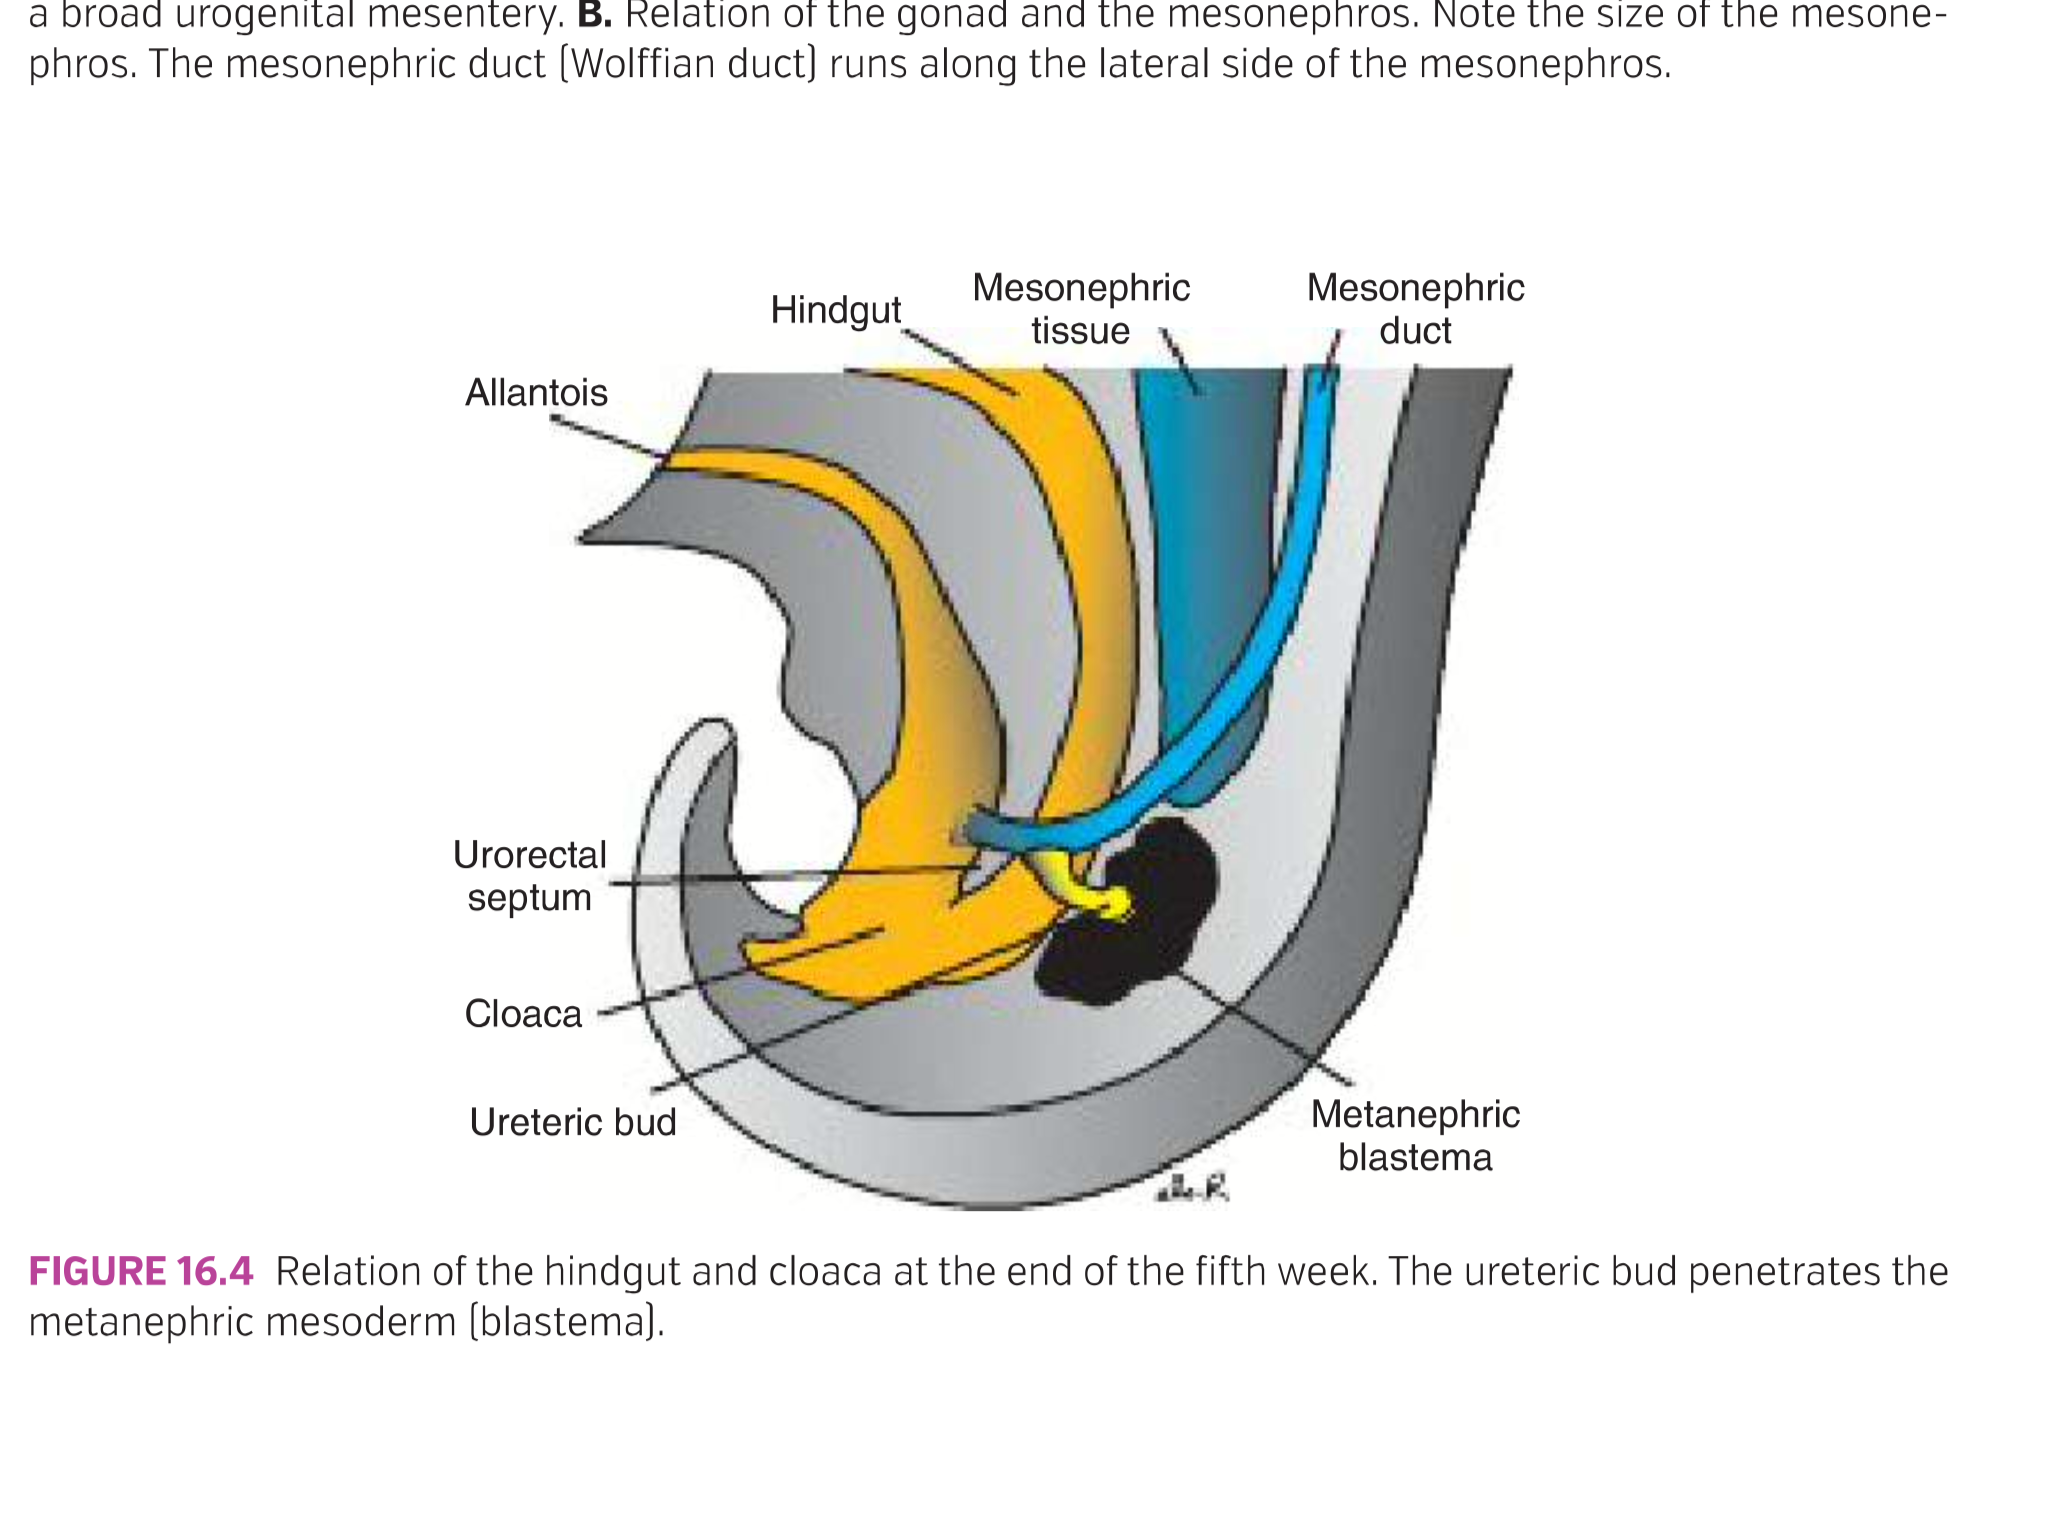 a broad urogenital mesentery. B. Relation of the gonad and the mesonephros. Note the size of the mesone-
phros. The mesonephric duct (Wolffian duct) runs along the lateral side of the mesonephros.
Hindgut
Mesonephric
tissue
Mesonephric
duct
Allantois
Urorectal
septum
Cloaca
Ureteric bud
Metanephric
blastema
FIGURE 16.4 Relation of the hindgut and cloaca at the end of the fifth week. The ureteric bud penetrates the
metanephric mesoderm (blastema).